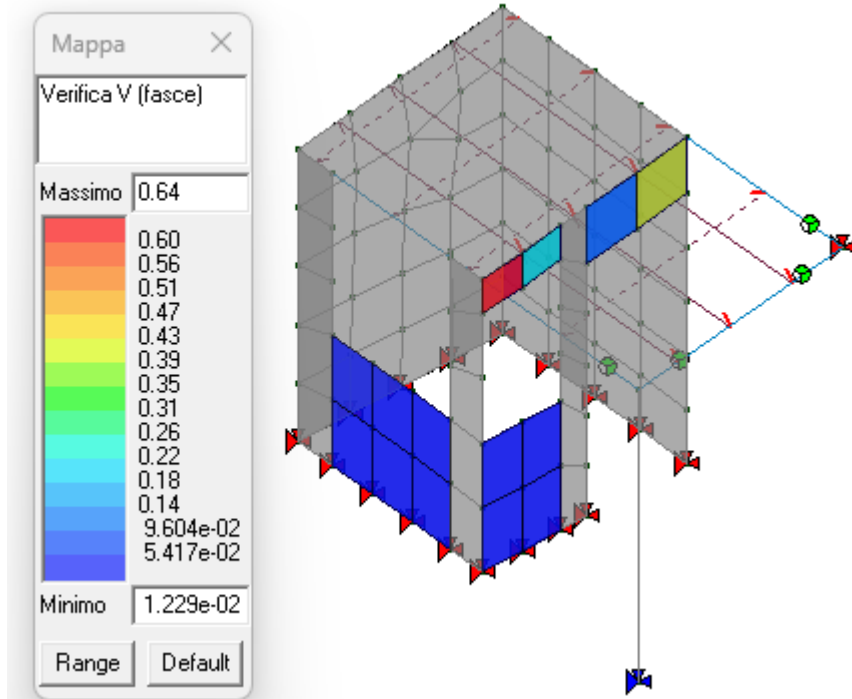 Mappa
Verifica V (fasce)
Massimo 0.64
0.60
0.56
0.51
0.47
0.43
0.39
0.35
0.31
0.26
0.22
0.18
0.14
9.604e-02
5.417e-02
Minimo 1.229e-02
Range Default